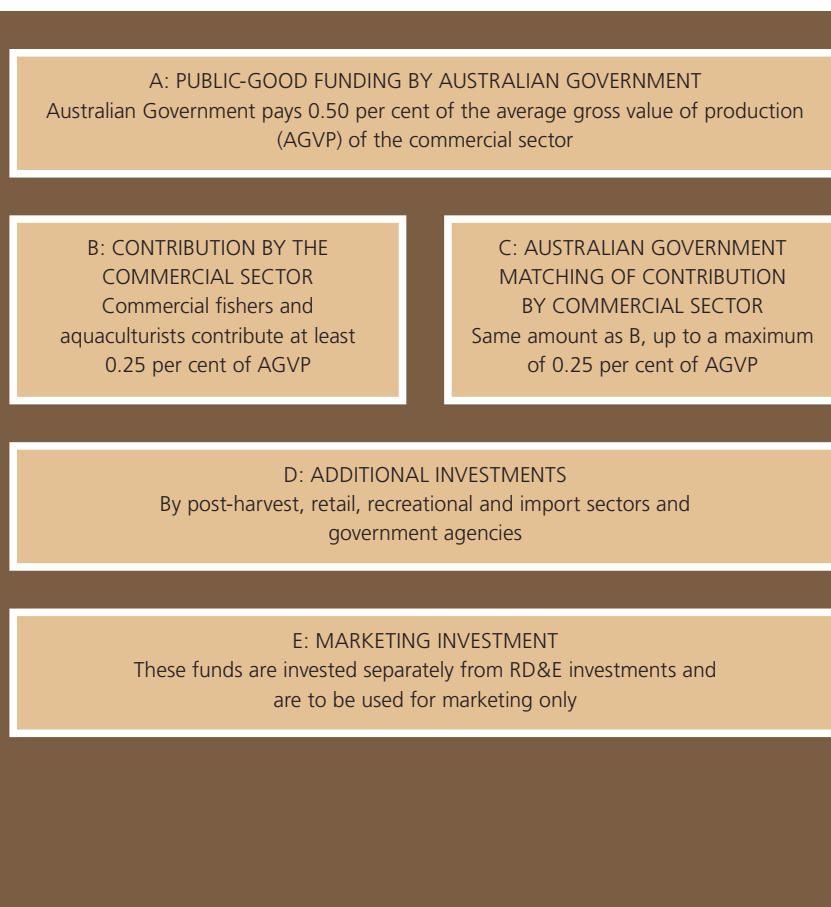 A: PUBLIC-GOOD FUNDING BY AUSTRALIAN GOVERNMENT
Australian Government pays 0.50 per cent of the average gross value of production
(AGVP) of the commercial sector
B: CONTRIBUTION BY THE
COMMERCIAL SECTOR
Commercial fishers and
aquaculturists contribute at least
0.25 per cent of AGVP
C: AUSTRALIAN GOVERNMENT
MATCHING OF CONTRIBUTION
BY COMMERCIAL SECTOR
Same amount as B, up to a maximum
of 0.25 per cent of AGVP
D: ADDITIONAL INVESTMENTS
By post-harvest, retail, recreational and import sectors and
government agencies
E: MARKETING INVESTMENT
These funds are invested separately from RD&E investments and
are to be used for marketing only